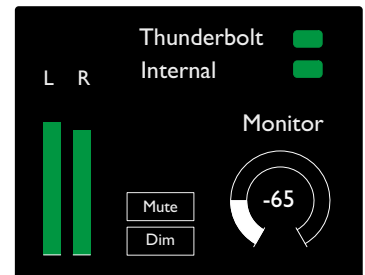 Thunderbolt
Internal
L R
Monitor
-65
Mute
Dim